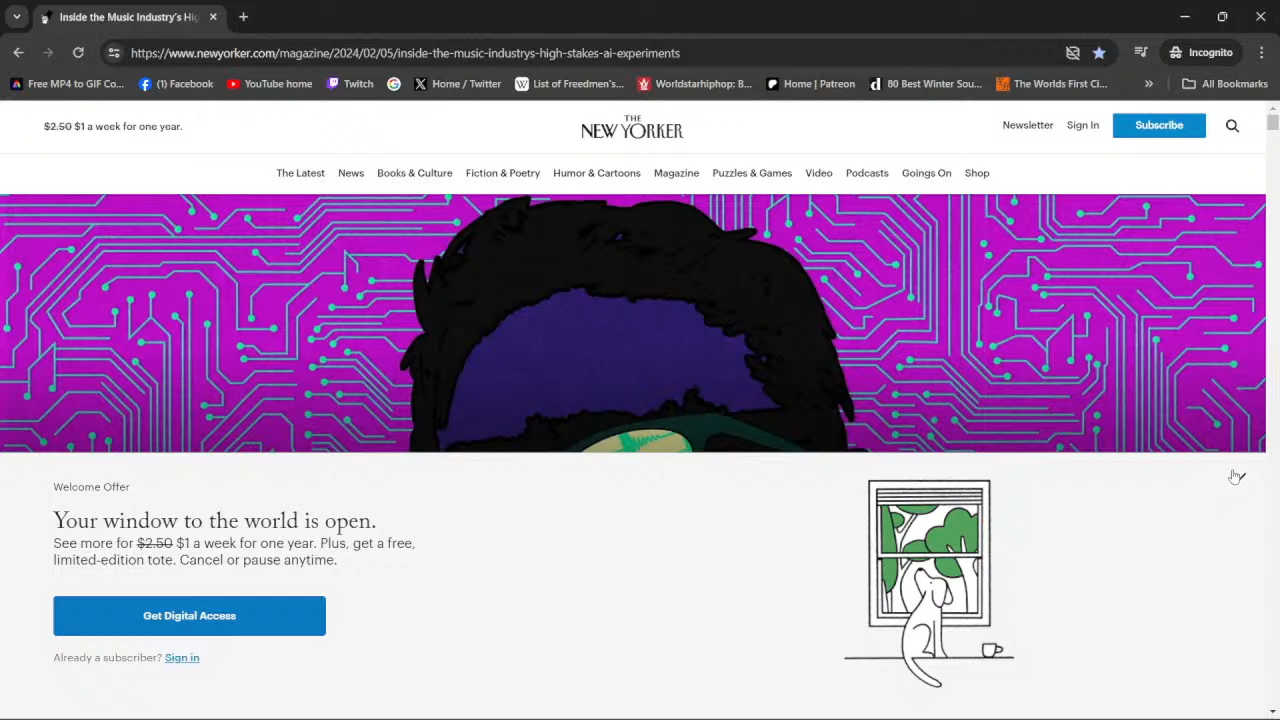 Inside the Music Industry's Hig
https://www.newyorker.com/magazine/2024/02/05/inside-the-music-industrys-high-stakes-ai-experiments
Incognito
Free MP4 to GIF Co... (1) Facebook YouTube home Twitch Home / Twitter List of Freedmen's... Worldstarhiphop: B... Home | Patreon 80 Best Winter Sou... The Worlds First Ci... » All Bookmarks
$2.50 $1 a week for one year.
THE
NEW YORKER
Newsletter Sign In Subscribe
The Latest News Books & Culture Fiction & Poetry Humor & Cartoons Magazine Puzzles & Games Video Podcasts Goings On Shop
Welcome Offer
Your window to the world is open.
See more for $2.50 $1 a week for one year. Plus, get a free,
limited-edition tote. Cancel or pause anytime.
Get Digital Access
Already a subscriber? Sign in